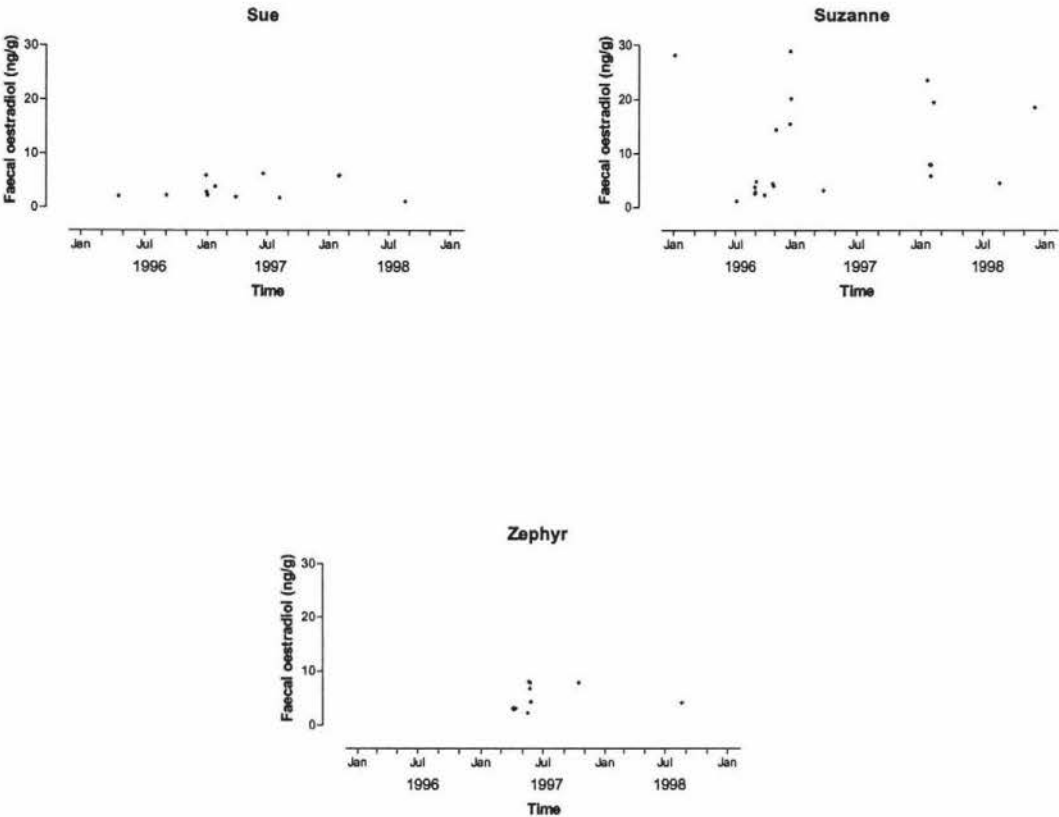 Sue
Faecal oestradiol (ng/g)
30
20
10
0
Jan Jul Jan Jul Jan Jul Jan
1996 1997 1998
Time
Suzanne
Faecal oestradiol (ng/g)
30
20
10
0
Jan Jul Jan Jul Jan Jul Jan
1996 1997 1998
Time
Zephyr
Faecal oestradiol (ng/g)
30
20
10
0
Jan Jul Jan Jul Jan Jul Jan
1996 1997 1998
Time